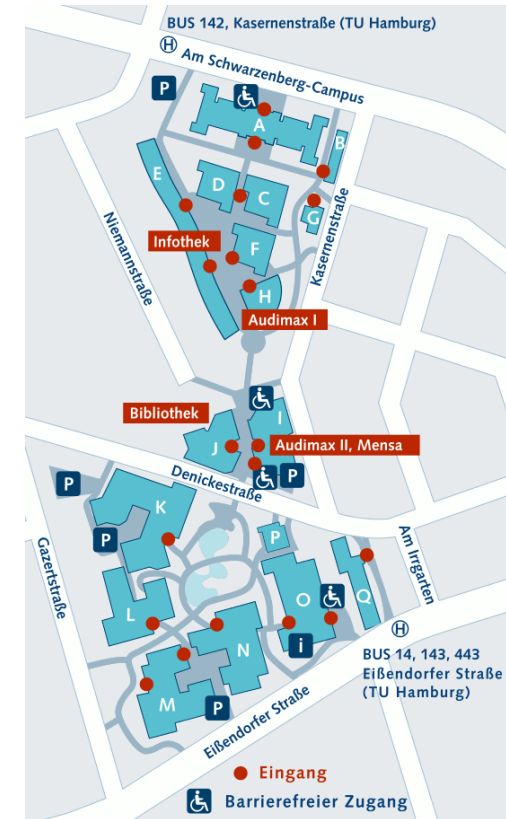 BUS 142, Kasernenstraße (TU Hamburg)
H
Am Schwarzenberg-Campus
P
A
B
E
D
C
G
Niemannstraße
Infothek
F
Kasernenstraße
H
Audimax I
Bibliothek
I
J
Audimax II, Mensa
P
Denickestraße
P
K
P
P
Gazertstraße
Am Irrgarten
L
O
Q
H
N
i
BUS 14, 143, 443
Eißendorfer Straße
(TU Hamburg)
M
P
Eißendorfer Straße
Eingang
Barrierefreier Zugang